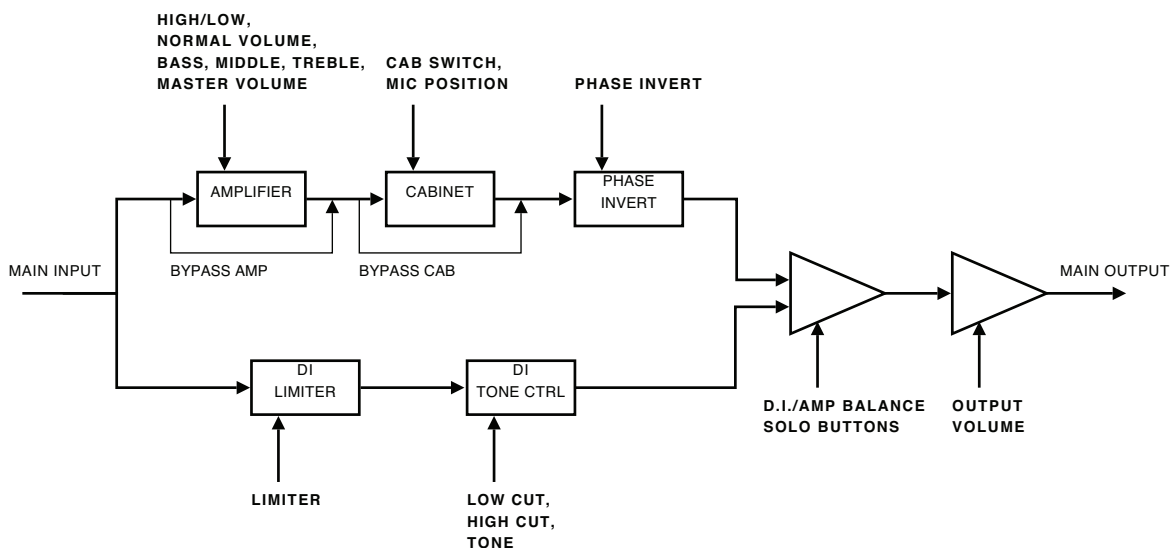 HIGH/LOW,
NORMAL VOLUME,
BASS, MIDDLE, TREBLE,
MASTER VOLUME
CAB SWITCH,
MIC POSITION
PHASE INVERT
AMPLIFIER
CABINET
PHASE
INVERT
BYPASS AMP
BYPASS CAB
MAIN INPUT
MAIN OUTPUT
DI
LIMITER
DI
TONE CTRL
D.I./AMP BALANCE
SOLO BUTTONS
OUTPUT
VOLUME
LIMITER
LOW CUT,
HIGH CUT,
TONE